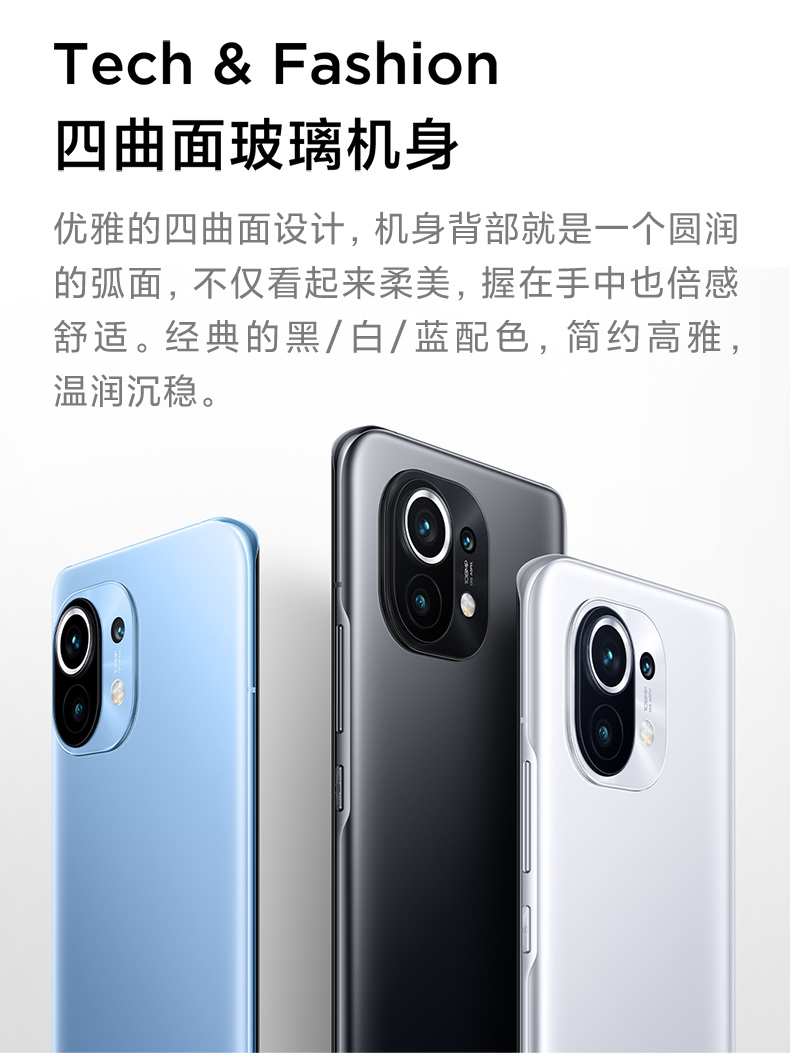 Tech & Fashion
四曲面玻璃机身
优雅的四曲面设计，机身背部就是一个圆润
的弧面，不仅看起来柔美，握在手中也倍感
舒适。经典的黑/白/蓝配色，简约高雅，
温润沉稳。
108MP